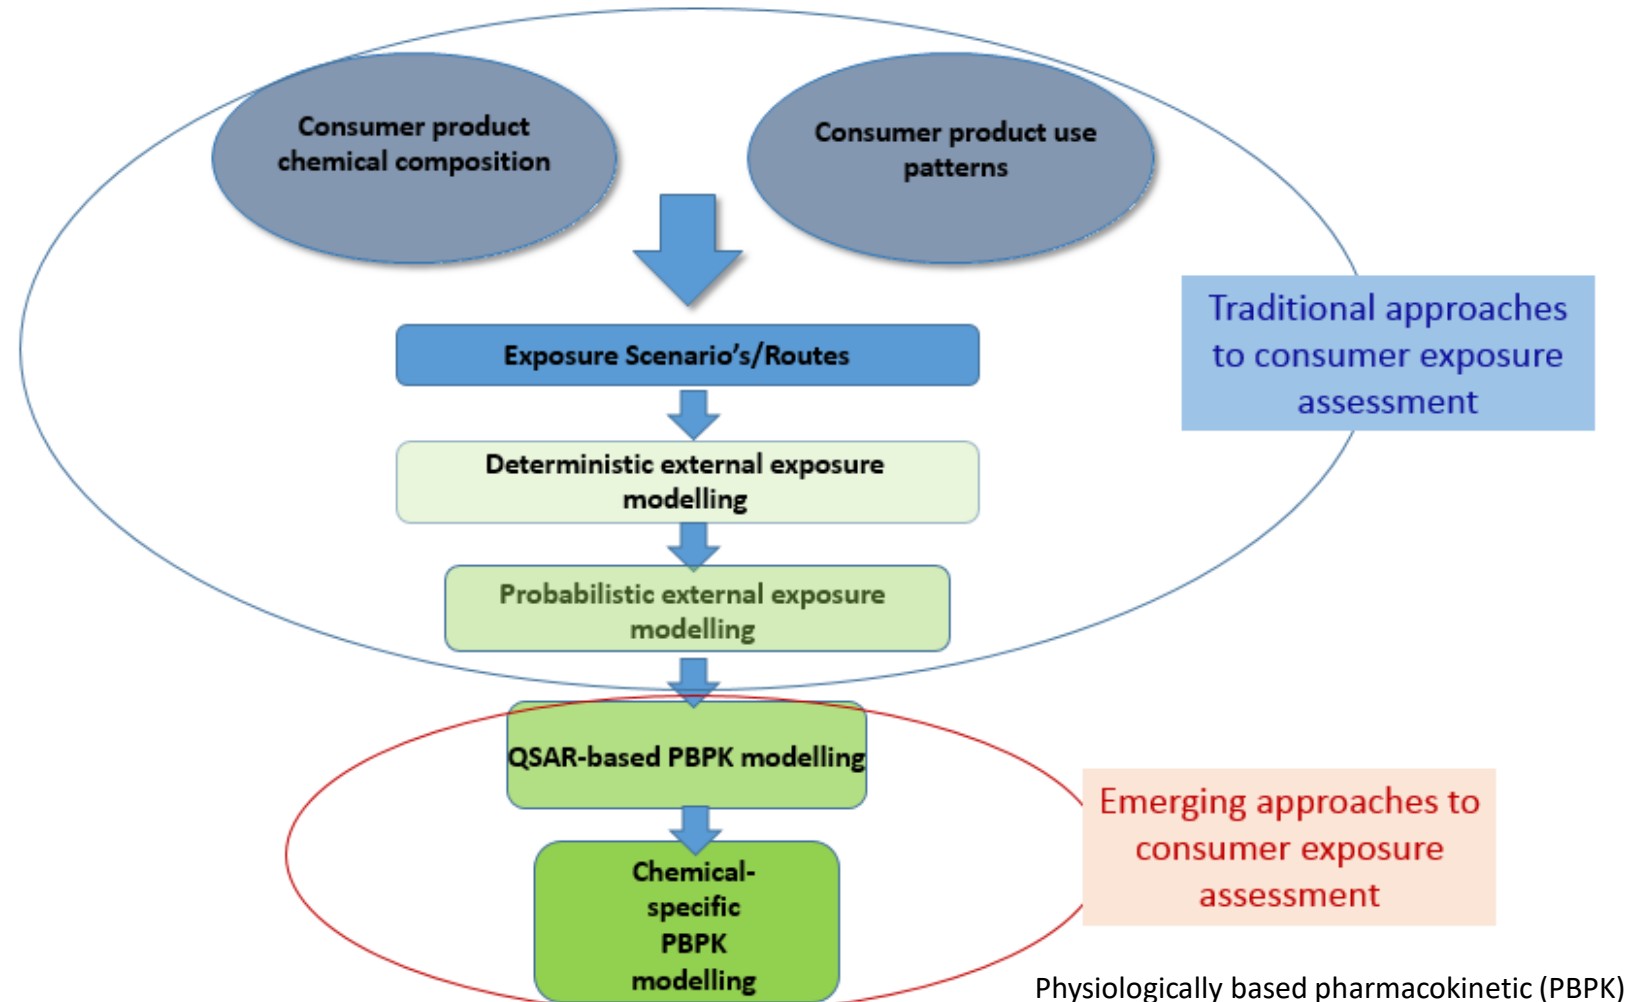 Consumer product
chemical composition
Consumer product use
patterns
Exposure Scenario's/Routes
Traditional approaches
to consumer exposure
assessment
Deterministic external exposure
modelling
Probabilistic external exposure
modelling
QSAR-based PBPK modelling
Emerging approaches to
consumer exposure
assessment
Chemical-
specific
PBPK
modelling
Physiologically based pharmacokinetic (PBPK)